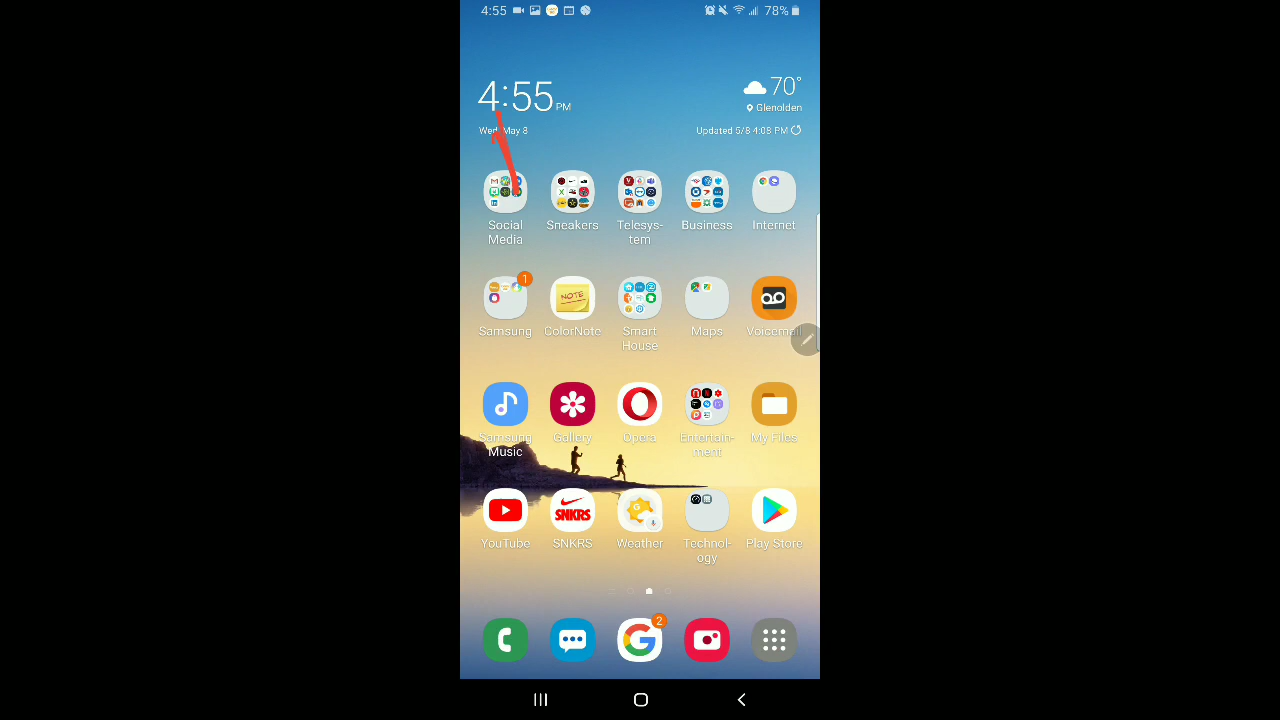 4:55
78%
4:55 PM
70°
Glenolden
Wed, May 8
Updated 5/8 4:08 PM
Social Media
Sneakers
Telesys-tem
Business
Internet
1
NOTE
Samsung
ColorNote
Smart House
Maps
Voicemail
Samsung Music
Gallery
Opera
Entertain-ment
My Files
G
SNKRS
YouTube
SNKRS
Weather
Technol-ogy
Play Store
2
G